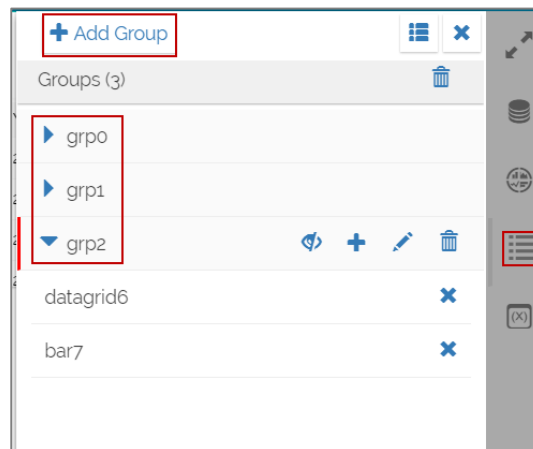 Add Group
Groups (3)
grp0
grp1
grp2
datagrid6
bar7
(x)